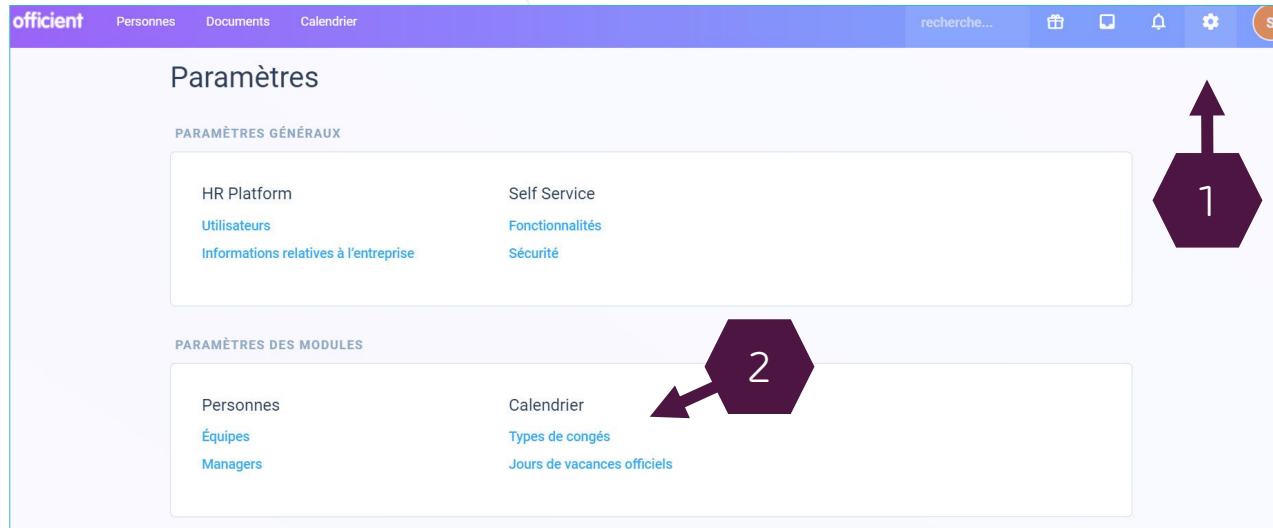 officient Personnes Documents Calendrier recherche... S
Paramètres
PARAMÈTRES GÉNÉRAUX
HR Platform Self Service
Utilisateurs Fonctionnalités
Informations relatives à l'entreprise Sécurité
1
PARAMÈTRES DES MODULES
2
Personnes Calendrier
Équipes Types de congés
Managers Jours de vacances officiels